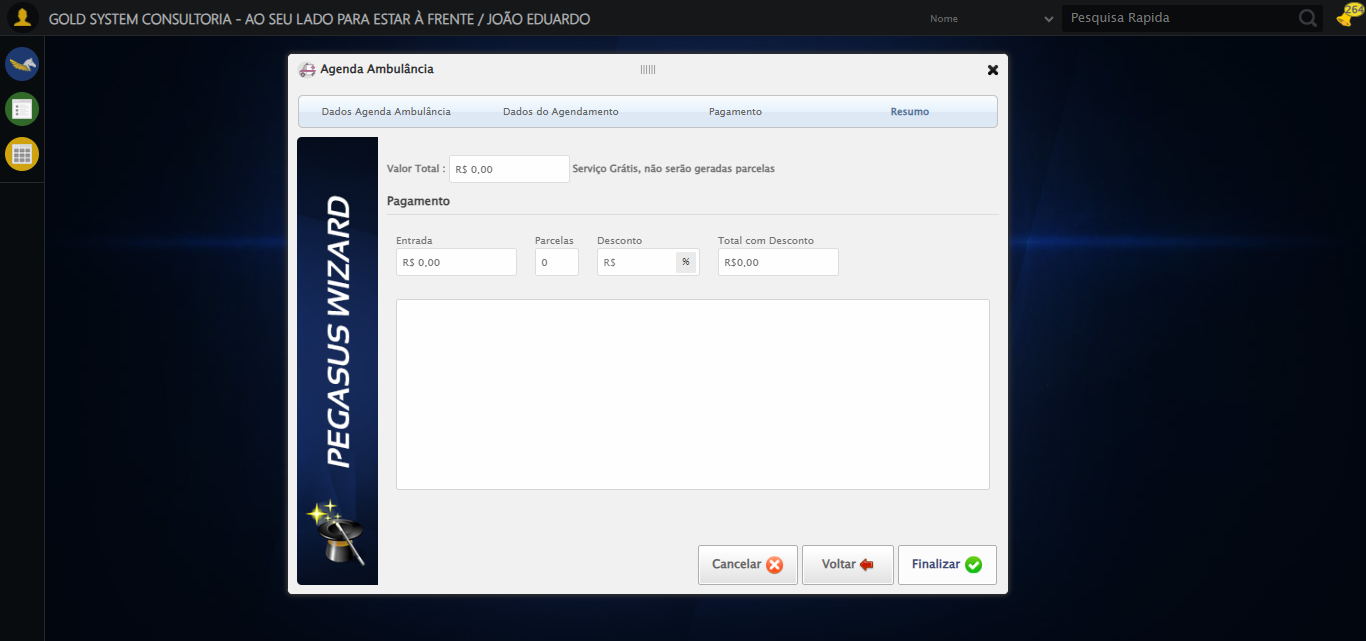 GOLD SYSTEM CONSULTORIA - AO SEU LADO PARA ESTAR À FRENTE / JOÃO EDUARDO
Nome
Pesquisa Rapida
264
Agenda Ambulância
Dados Agenda Ambulância
Dados do Agendamento
Pagamento
Resumo
PEGASUS WIZARD
Valor Total : R$ 0,00 Serviço Grátis, não serão geradas parcelas
Pagamento
Entrada Parcelas Desconto Total com Desconto
R$ 0,00 0 R$ % R$0,00
Cancelar Voltar Finalizar